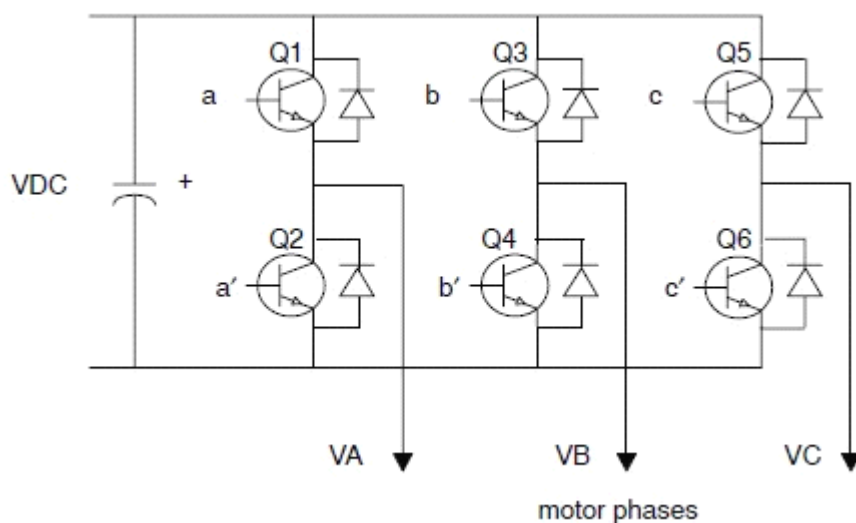 Q1 Q3 Q5
a b c
VDC +
Q2 Q4 Q6
a′ b′ c′
VA VB VC
motor phases